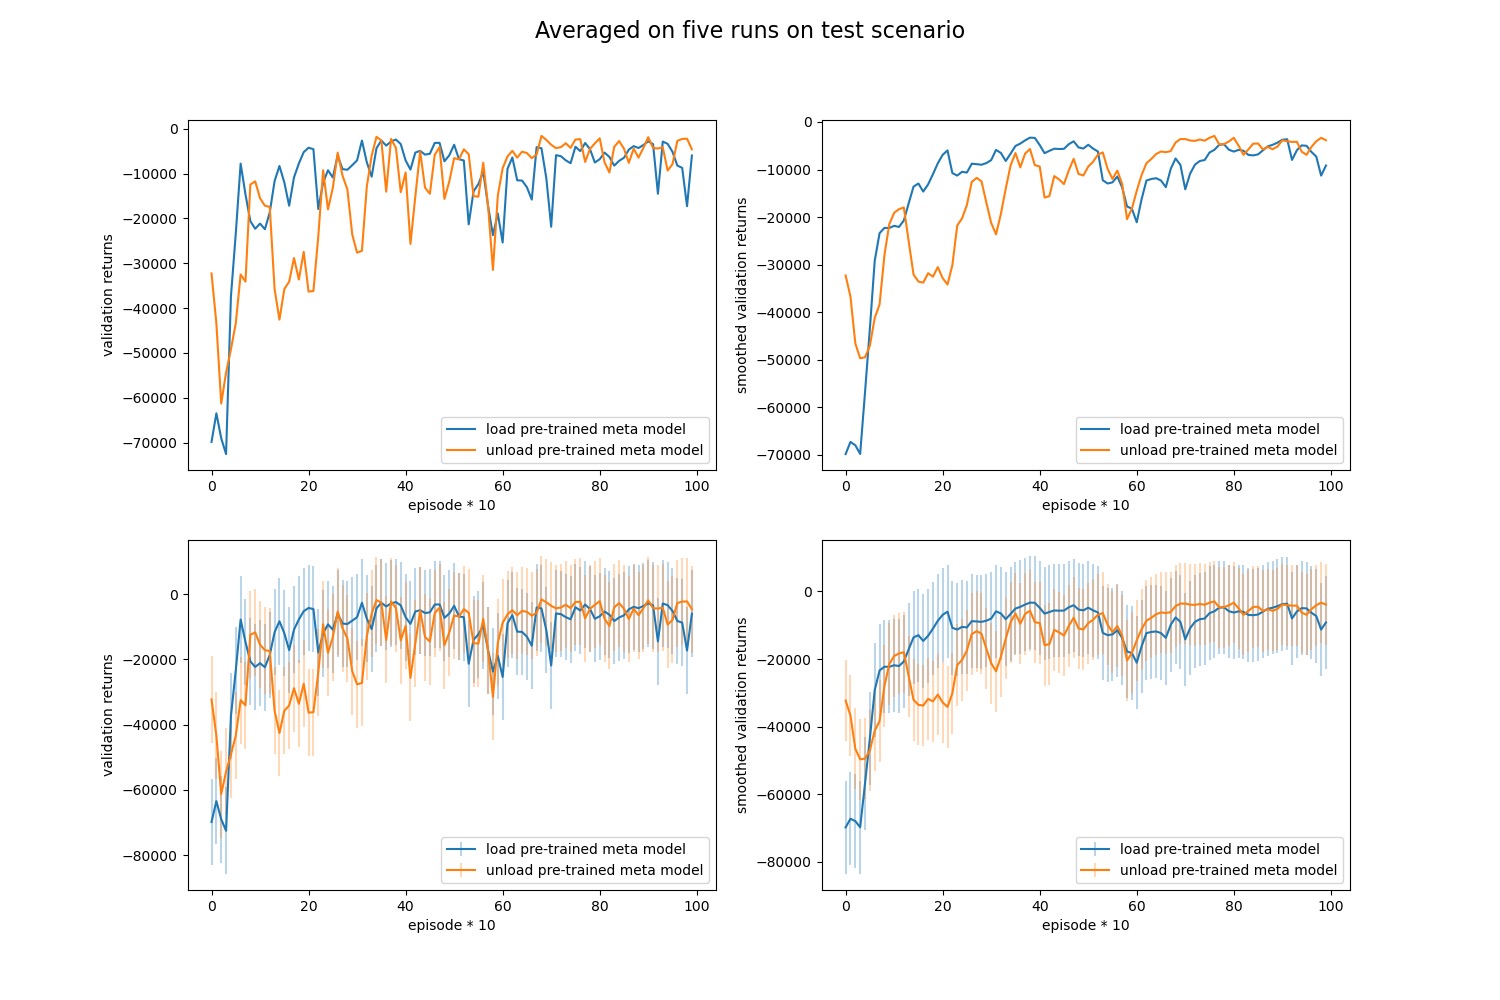 Averaged on five runs on test scenario
0
−10000
−20000
−30000
−40000
−50000
−60000
−70000
validation returns
0 20 40 60 80 100
episode * 10
load pre-trained meta model
unload pre-trained meta model
0
−10000
−20000
−30000
−40000
−50000
−60000
−70000
smoothed validation returns
0 20 40 60 80 100
episode * 10
load pre-trained meta model
unload pre-trained meta model
0
−20000
−40000
−60000
−80000
validation returns
0 20 40 60 80 100
episode * 10
load pre-trained meta model
unload pre-trained meta model
0
−20000
−40000
−60000
−80000
smoothed validation returns
0 20 40 60 80 100
episode * 10
load pre-trained meta model
unload pre-trained meta model